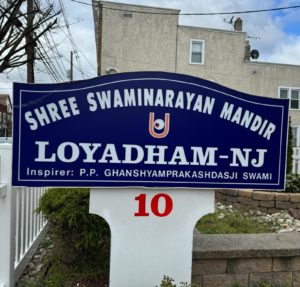 SHREE SWAMINARAYAN MANDIR
LOYADHAM-NJ
Inspirer: P.P. GHANSHYAMPRAKASHDASJI SWAMI
10